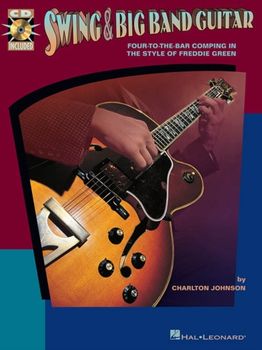 CD
INCLUDED
SWING & BIG BAND GUITAR
FOUR-TO-THE-BAR COMPING IN
THE STYLE OF FREDDIE GREEN
by
CHARLTON JOHNSON
HAL•LEONARD®